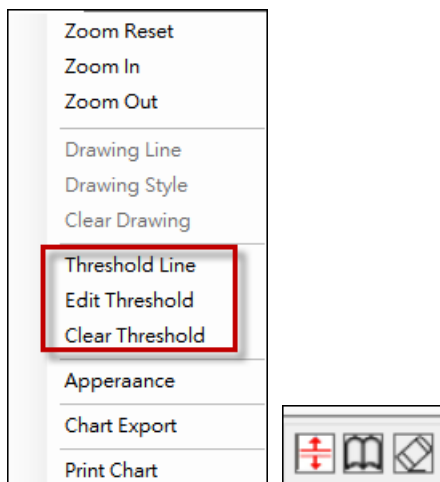 Zoom Reset
Zoom In
Zoom Out
Drawing Line
Drawing Style
Clear Drawing
Threshold Line
Edit Threshold
Clear Threshold
Apperaance
Chart Export
Print Chart